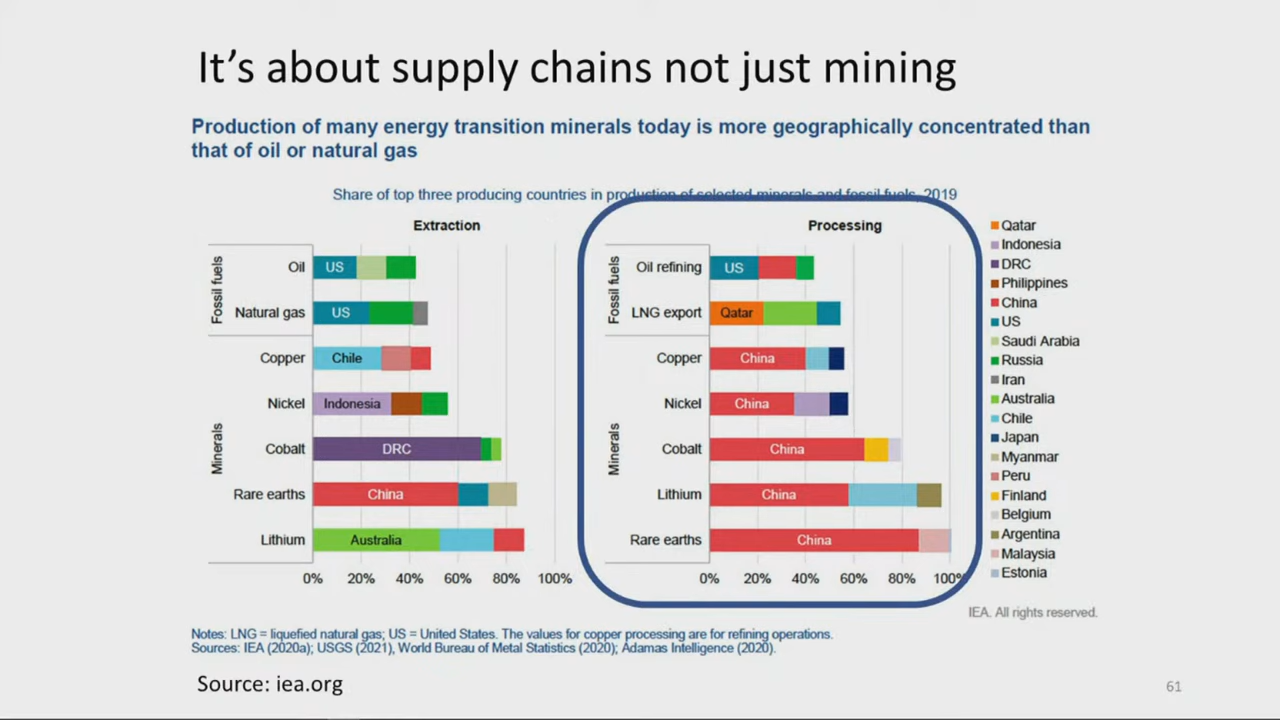 It’s about supply chains not just mining
Production of many energy transition minerals today is more geographically concentrated than
that of oil or natural gas
Share of top three producing countries in production of selected minerals and fossil fuels, 2019
Extraction
Fossil fuels
Oil US
Natural gas US
Minerals
Copper Chile
Nickel Indonesia
Cobalt DRC
Rare earths China
Lithium Australia
0% 20% 40% 60% 80% 100%
Processing
Fossil fuels
Oil refining US
LNG export Qatar
Minerals
Copper China
Nickel China
Cobalt China
Lithium China
Rare earths China
0% 20% 40% 60% 80% 100%
Qatar
Indonesia
DRC
Philippines
China
US
Saudi Arabia
Russia
Iran
Australia
Chile
Japan
Myanmar
Peru
Finland
Belgium
Argentina
Malaysia
Estonia
IEA. All rights reserved.
Notes: LNG = liquefied natural gas; US = United States. The values for copper processing are for refining operations.
Sources: IEA (2020a); USGS (2021), World Bureau of Metal Statistics (2020); Adamas Intelligence (2020).
Source: iea.org
61